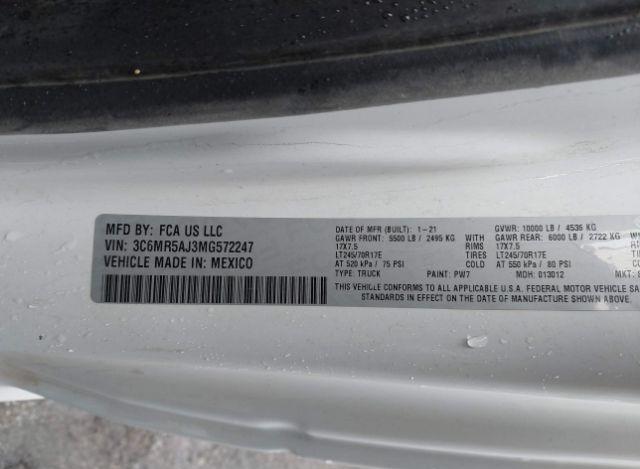 MFD BY: FCA US LLC
VIN: 3C6MR5AJ3MG572247
VEHICLE MADE IN: MEXICO
DATE OF MFR (BUILT): 1-21 GVWR: 10000 LB / 4536 KG
GAWR FRONT: 5500 LB / 2495 KG WITH GAWR REAR: 6000 LB / 2722 KG
17X7.5 RIMS 17X7.5
LT245/70R17E TIRES LT245/70R17E
AT 520 kPa / 75 PSI AT 550 kPa / 80 PSI
TYPE: TRUCK PAINT: PW7 MDH: 013012 MKT:
THIS VEHICLE CONFORMS TO ALL APPLICABLE U.S.A. FEDERAL MOTOR VEHICLE SA
STANDARDS IN EFFECT ON THE DATE OF MANUFACTURE SHOWN ABOVE.